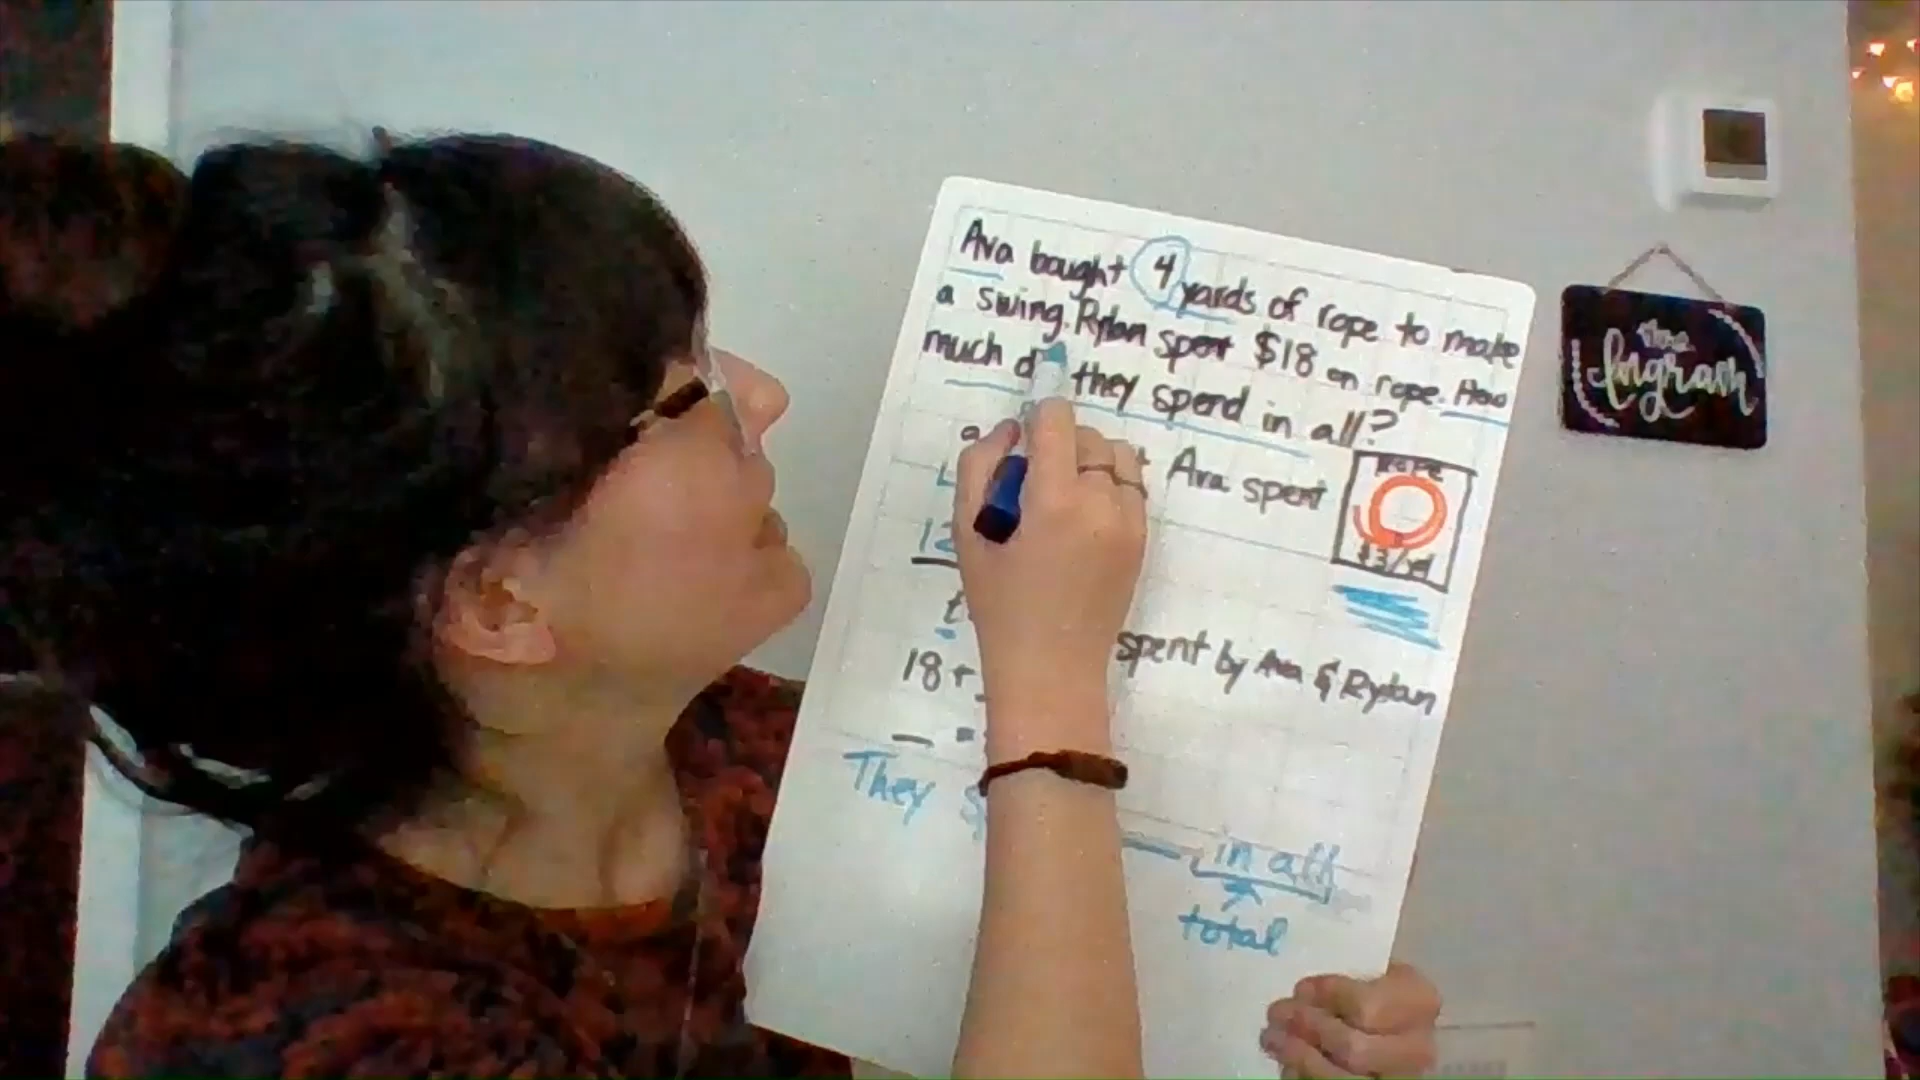 Ava bought 4 yards of rope to make
a swing. Rylan spent $18 on rope. How
much d they spend in all?
a Ava spent
ROPE
$3/yd
12
t spent by Ava & Rylan
18 +
_ =
They s in all
total
the
Ingram